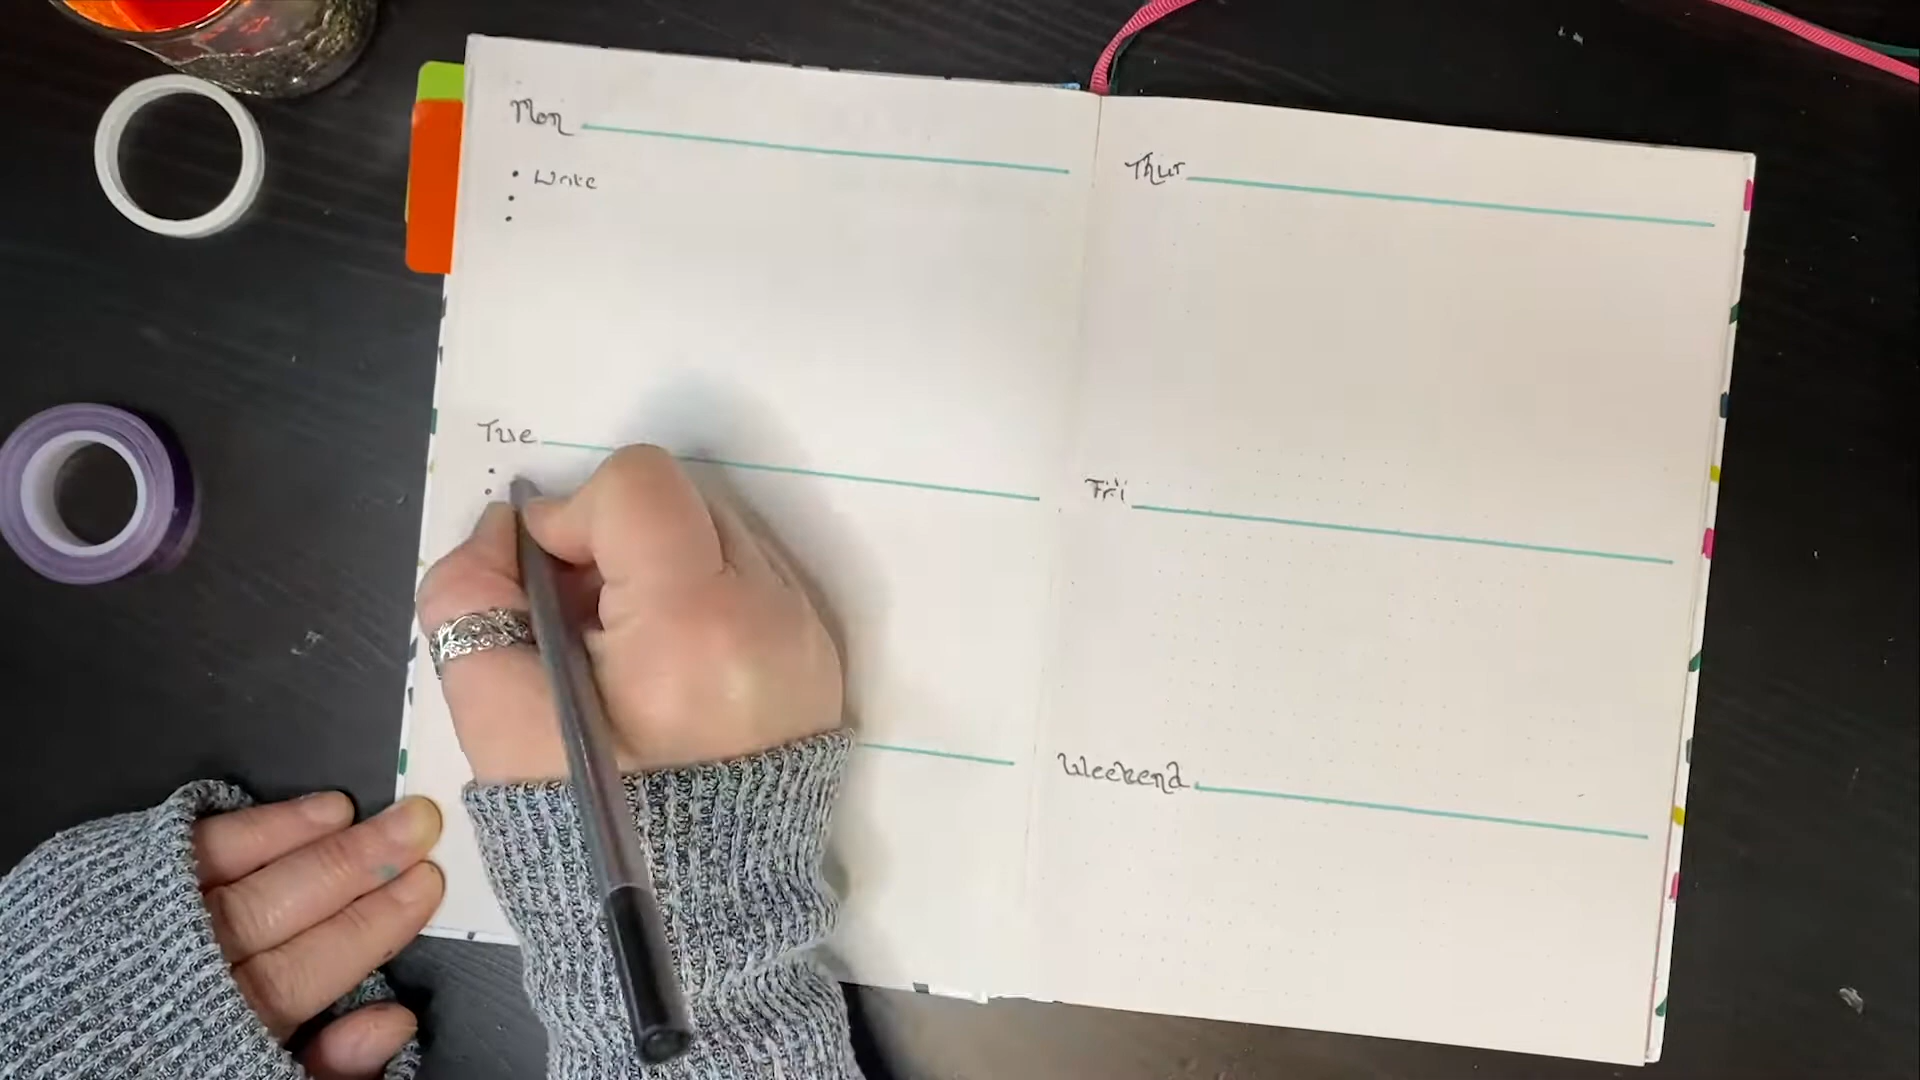 Mon
• Write
•
•
Tue
•
•
Thur
Fri
Weekend